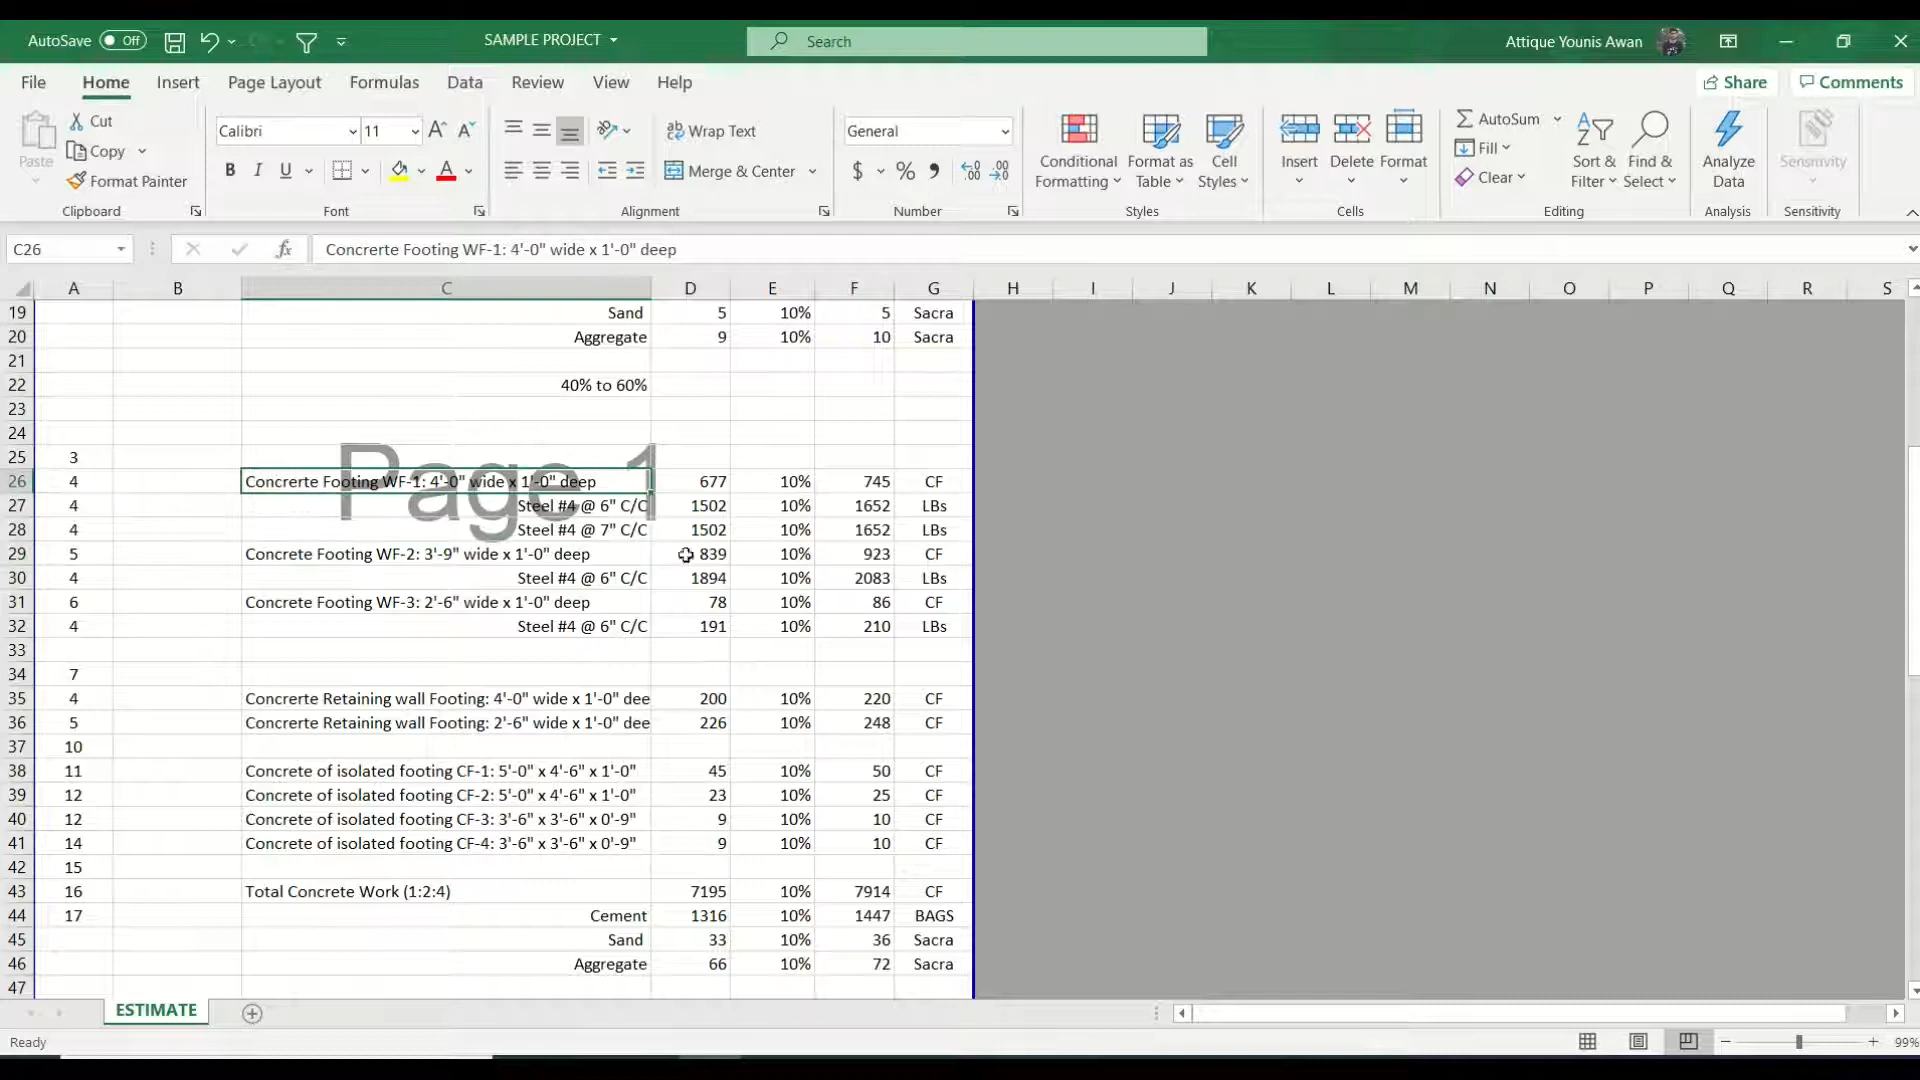 AutoSave Off SAMPLE PROJECT Search Attique Younis Awan
File Home Insert Page Layout Formulas Data Review View Help Share Comments
Paste Cut Copy Format Painter Clipboard
Calibri 11 B I U Font
Wrap Text Merge & Center Alignment
General $ % Number
Conditional Formatting Format as Table Cell Styles Styles
Insert Delete Format Cells
AutoSum Fill Clear Sort & Filter Find & Select Editing
Analyze Data Analysis
Sensitivity Sensitivity
C26 fx Concrerte Footing WF-1: 4'-0" wide x 1'-0" deep
A B C D E F G H I J K L M N O P Q R S
19 Sand 5 10% 5 Sacra
20 Aggregate 9 10% 10 Sacra
21
22 40% to 60%
23
24
Page 1
25 3
26 4 Concrerte Footing WF-1: 4'-0" wide x 1'-0" deep 677 10% 745 CF
27 4 Steel #4 @ 6" C/C 1502 10% 1652 LBs
28 4 Steel #4 @ 7" C/C 1502 10% 1652 LBs
29 5 Concrete Footing WF-2: 3'-9" wide x 1'-0" deep 839 10% 923 CF
30 4 Steel #4 @ 6" C/C 1894 10% 2083 LBs
31 6 Concrete Footing WF-3: 2'-6" wide x 1'-0" deep 78 10% 86 CF
32 4 Steel #4 @ 6" C/C 191 10% 210 LBs
33
34 7
35 4 Concrerte Retaining wall Footing: 4'-0" wide x 1'-0" dee 200 10% 220 CF
36 5 Concrerte Retaining wall Footing: 2'-6" wide x 1'-0" dee 226 10% 248 CF
37 10
38 11 Concrete of isolated footing CF-1: 5'-0" x 4'-6" x 1'-0" 45 10% 50 CF
39 12 Concrete of isolated footing CF-2: 5'-0" x 4'-6" x 1'-0" 23 10% 25 CF
40 12 Concrete of isolated footing CF-3: 3'-6" x 3'-6" x 0'-9" 9 10% 10 CF
41 14 Concrete of isolated footing CF-4: 3'-6" x 3'-6" x 0'-9" 9 10% 10 CF
42 15
43 16 Total Concrete Work (1:2:4) 7195 10% 7914 CF
44 17 Cement 1316 10% 1447 BAGS
45 Sand 33 10% 36 Sacra
46 Aggregate 66 10% 72 Sacra
47
ESTIMATE
Ready 99%